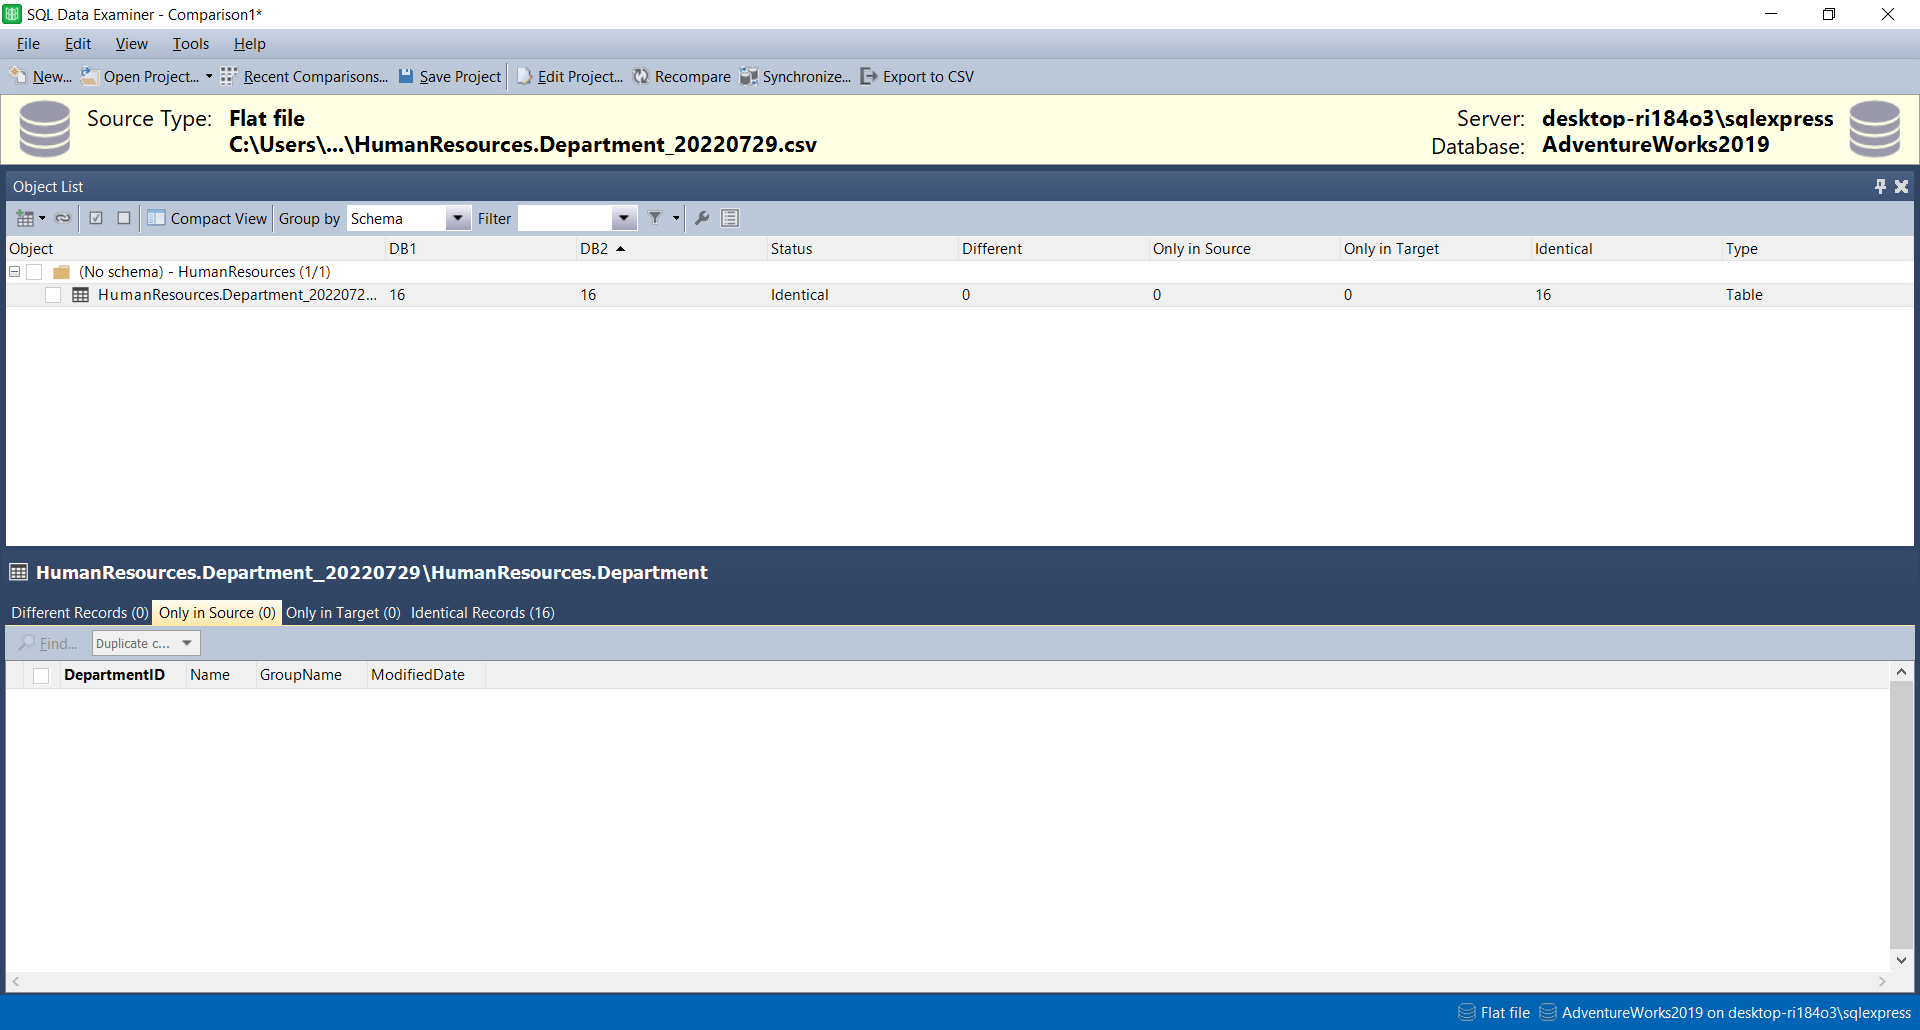 SQL Data Examiner - Comparison1*
File Edit View Tools Help
New... Open Project... Recent Comparisons... Save Project Edit Project... Recompare Synchronize... Export to CSV
Source Type: Flat file
C:\Users\...\HumanResources.Department_20220729.csv
Server: desktop-ri184o3\sqlexpress
Database: AdventureWorks2019
Object List
Compact View Group by Schema Filter
Object DB1 DB2 Status Different Only in Source Only in Target Identical Type
(No schema) - HumanResources (1/1)
HumanResources.Department_2022072... 16 16 Identical 0 0 0 16 Table
HumanResources.Department_20220729\HumanResources.Department
Different Records (0) Only in Source (0) Only in Target (0) Identical Records (16)
Find... Duplicate c...
DepartmentID Name GroupName ModifiedDate
Flat file AdventureWorks2019 on desktop-ri184o3\sqlexpress